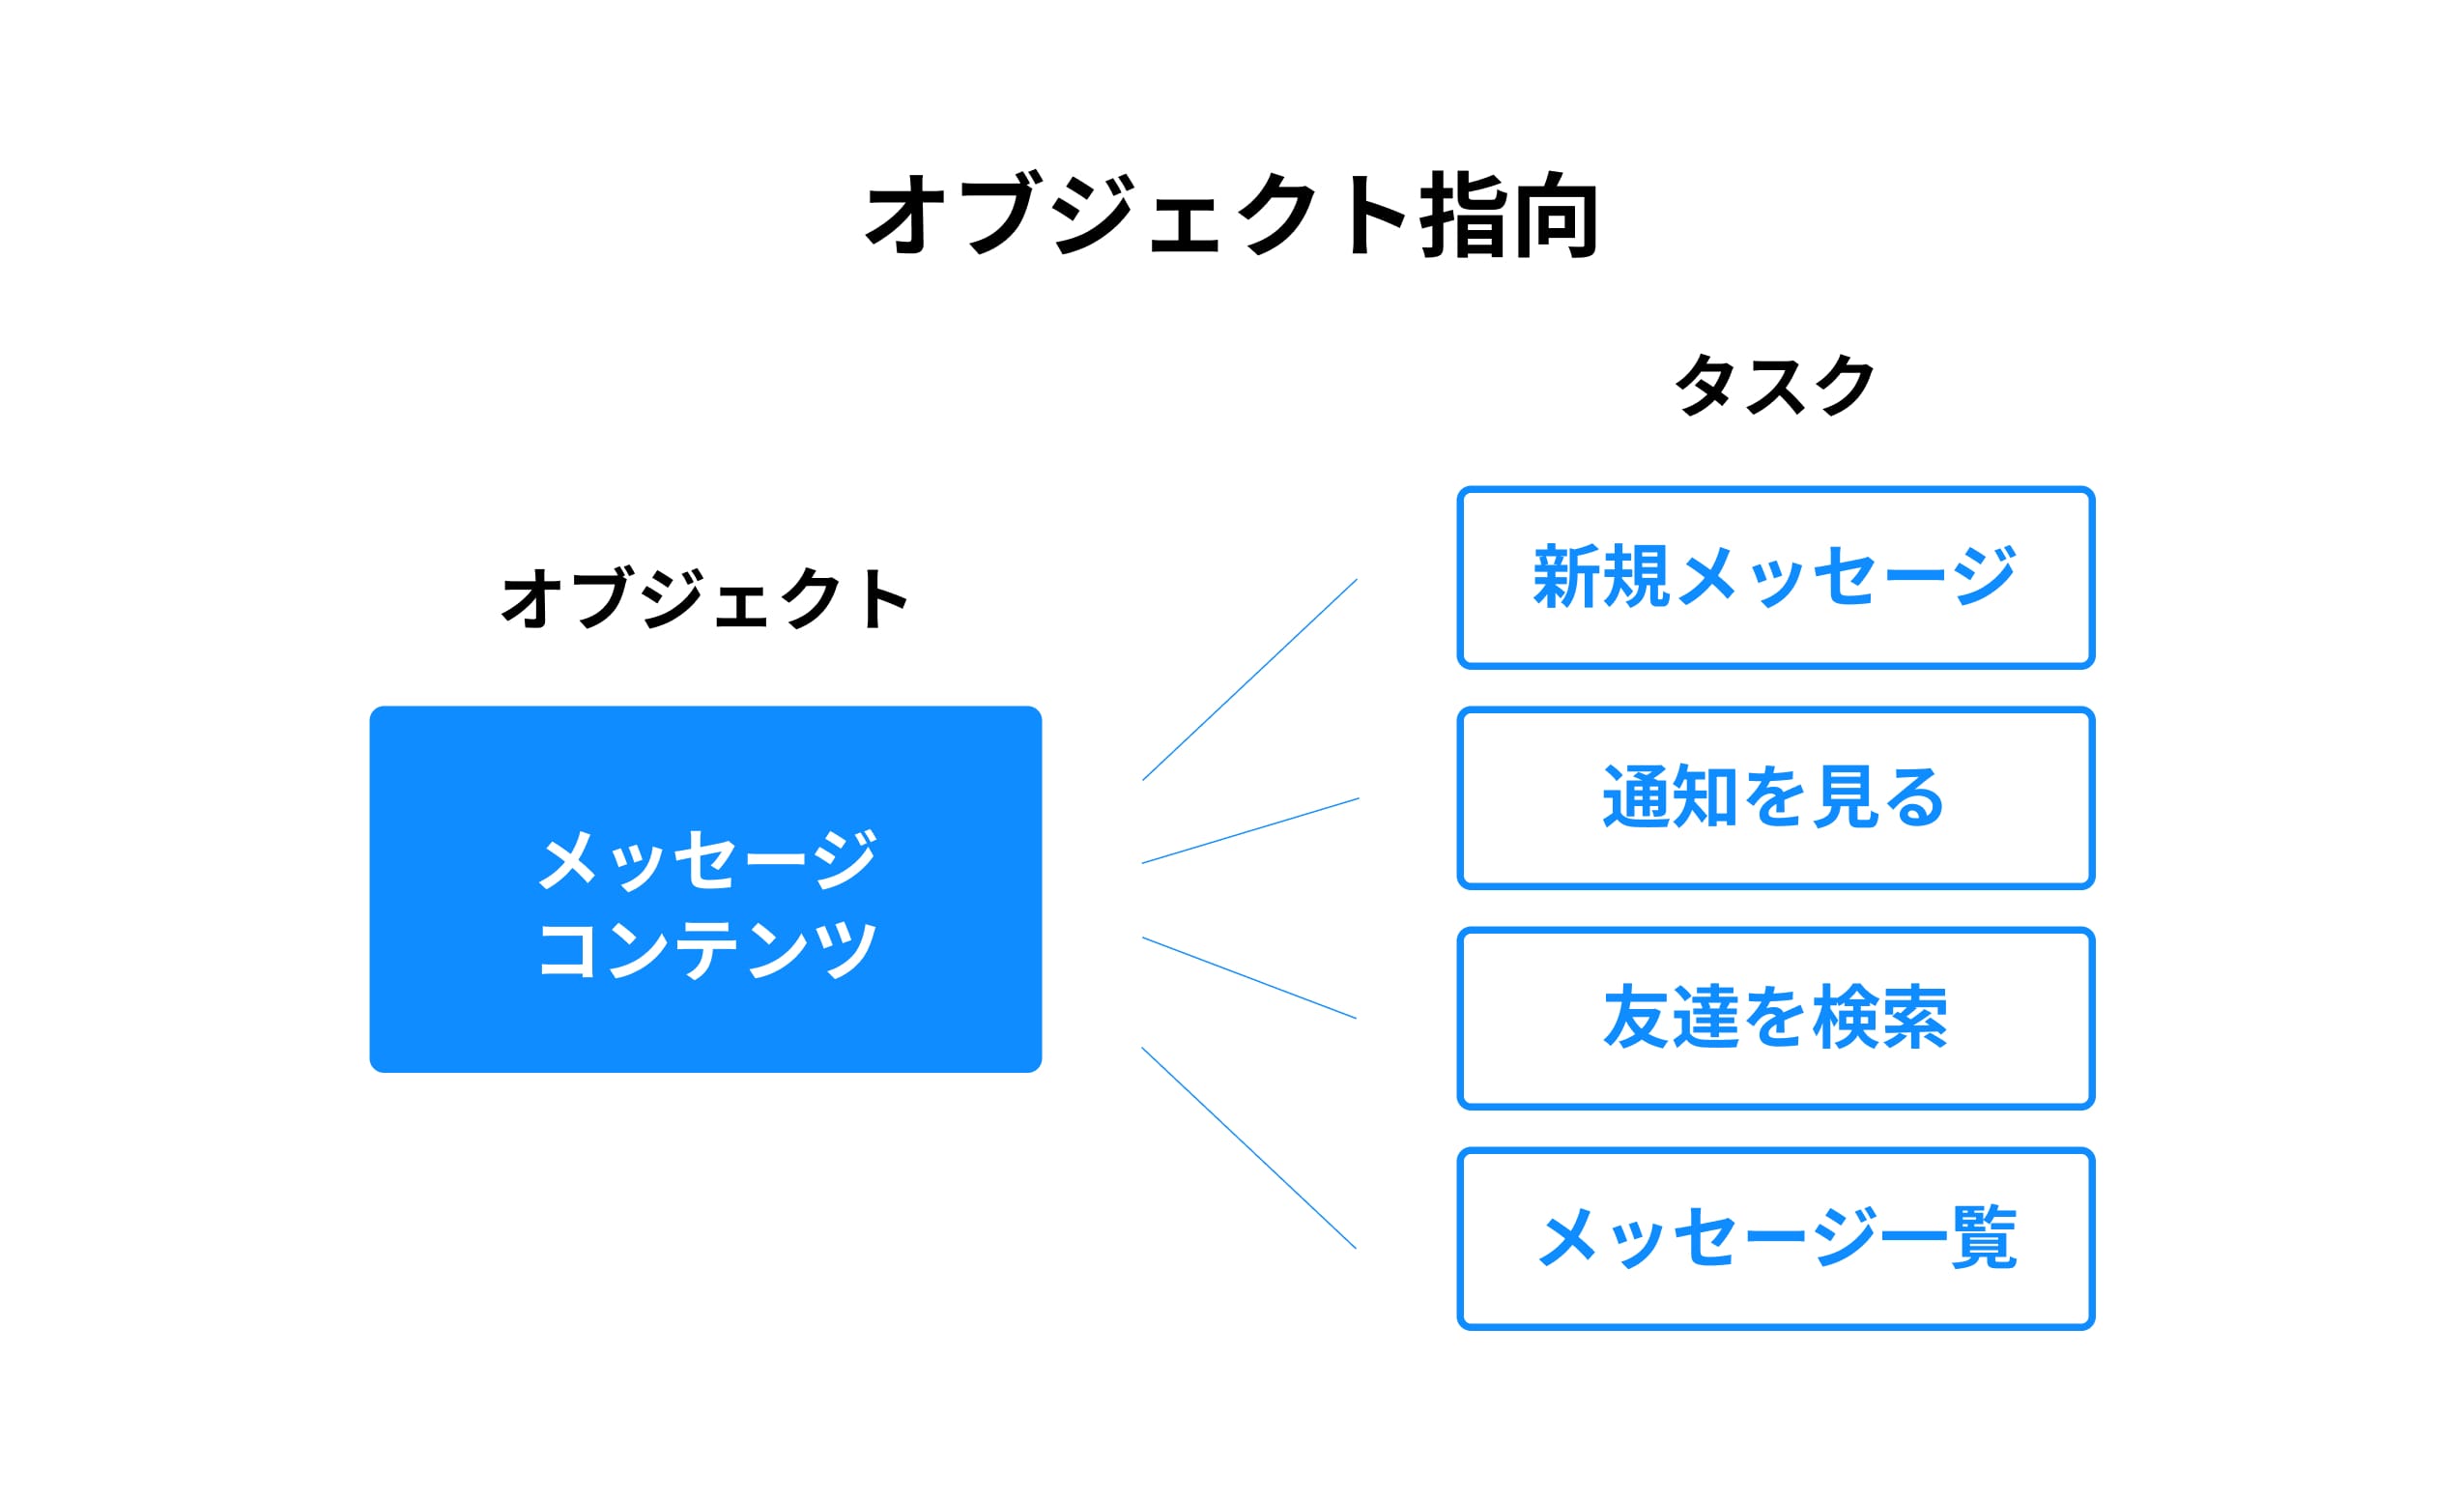 オブジェクト指向
オブジェクト
メッセージ
コンテンツ
タスク
新規メッセージ
通知を見る
友達を検索
メッセージ一覧